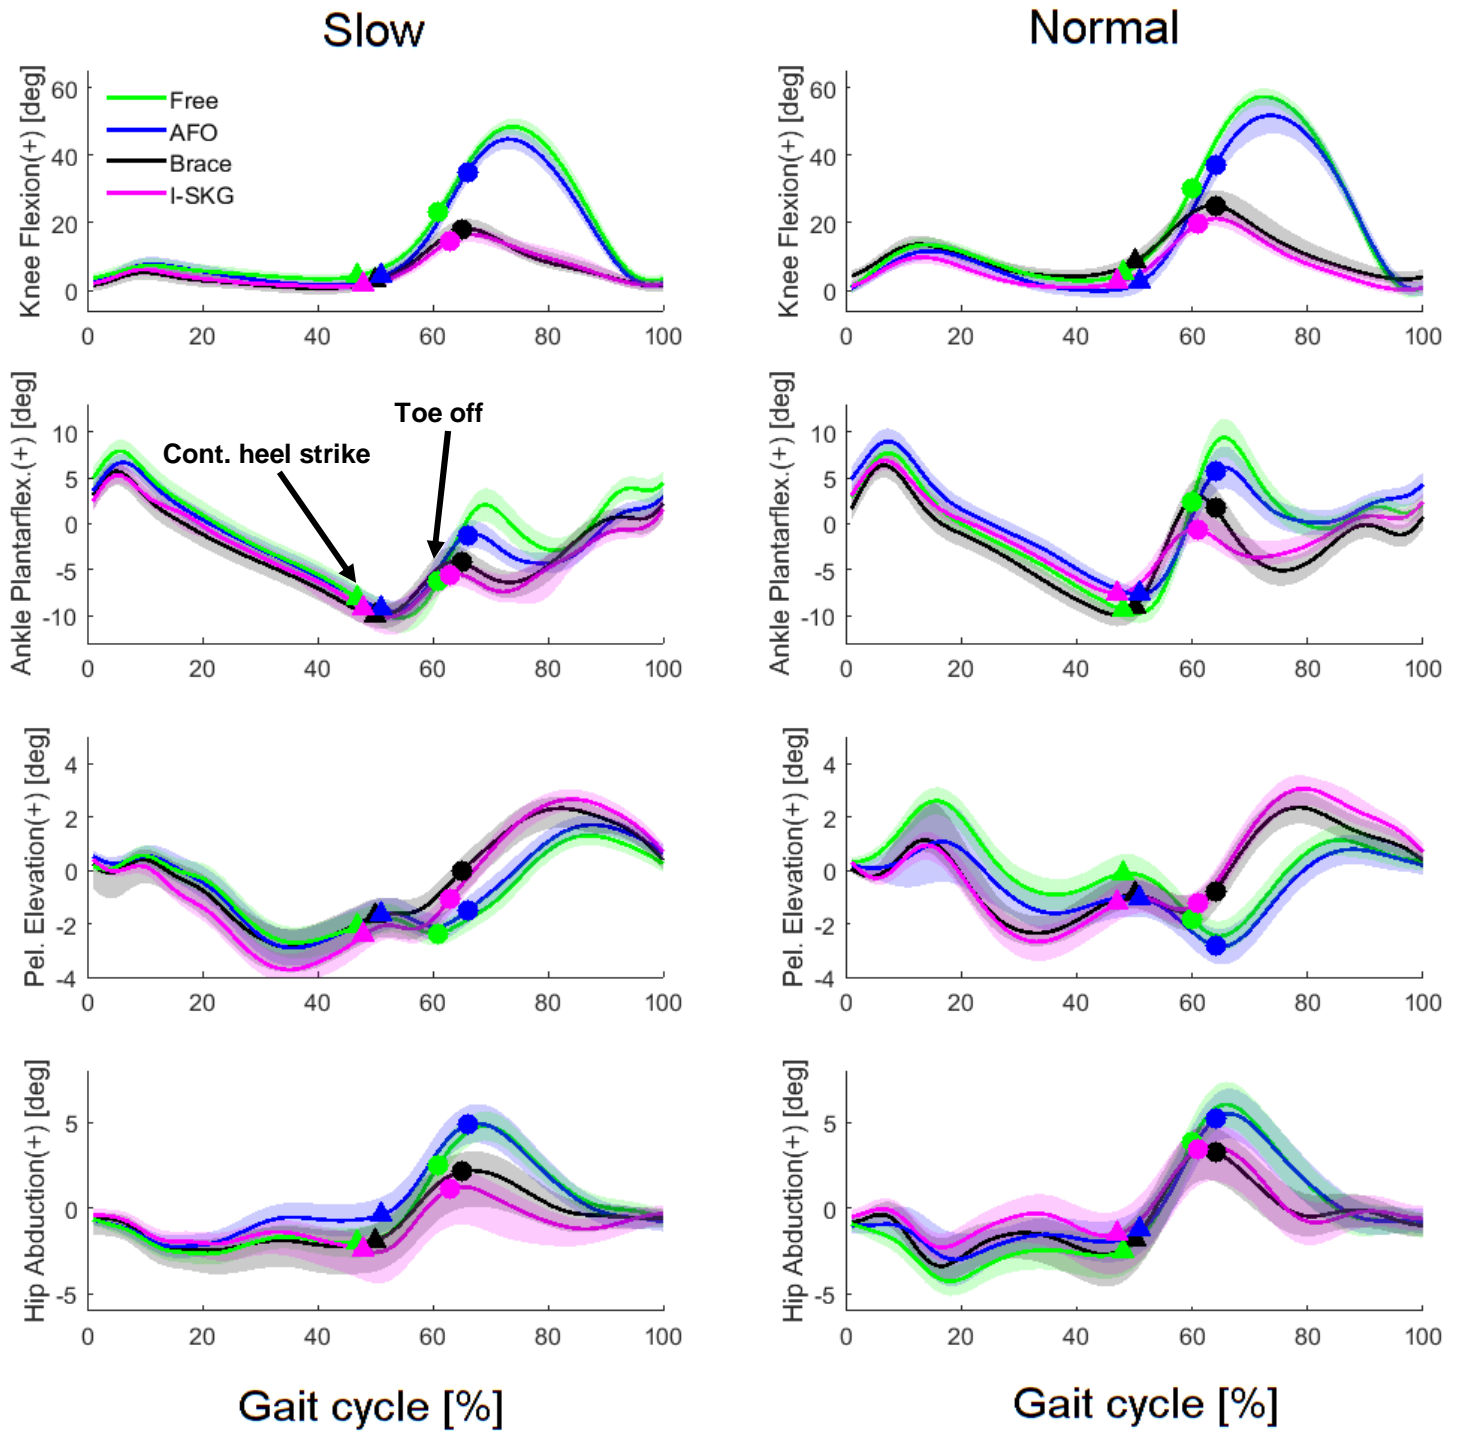 Slow
Normal
Knee Flexion(+) [deg]
60
40
20
0
Free
AFO
Brace
I-SKG
0 20 40 60 80 100
Knee Flexion(+) [deg]
60
40
20
0
0 20 40 60 80 100
Ankle Plantarflex.(+) [deg]
10
5
0
-5
-10
Cont. heel strike
Toe off
0 20 40 60 80 100
Ankle Plantarflex.(+) [deg]
10
5
0
-5
-10
0 20 40 60 80 100
Pel. Elevation(+) [deg]
4
2
0
-2
-4
0 20 40 60 80 100
Pel. Elevation(+) [deg]
4
2
0
-2
-4
0 20 40 60 80 100
Hip Abduction(+) [deg]
5
0
-5
0 20 40 60 80 100
Hip Abduction(+) [deg]
5
0
-5
0 20 40 60 80 100
Gait cycle [%]
Gait cycle [%]